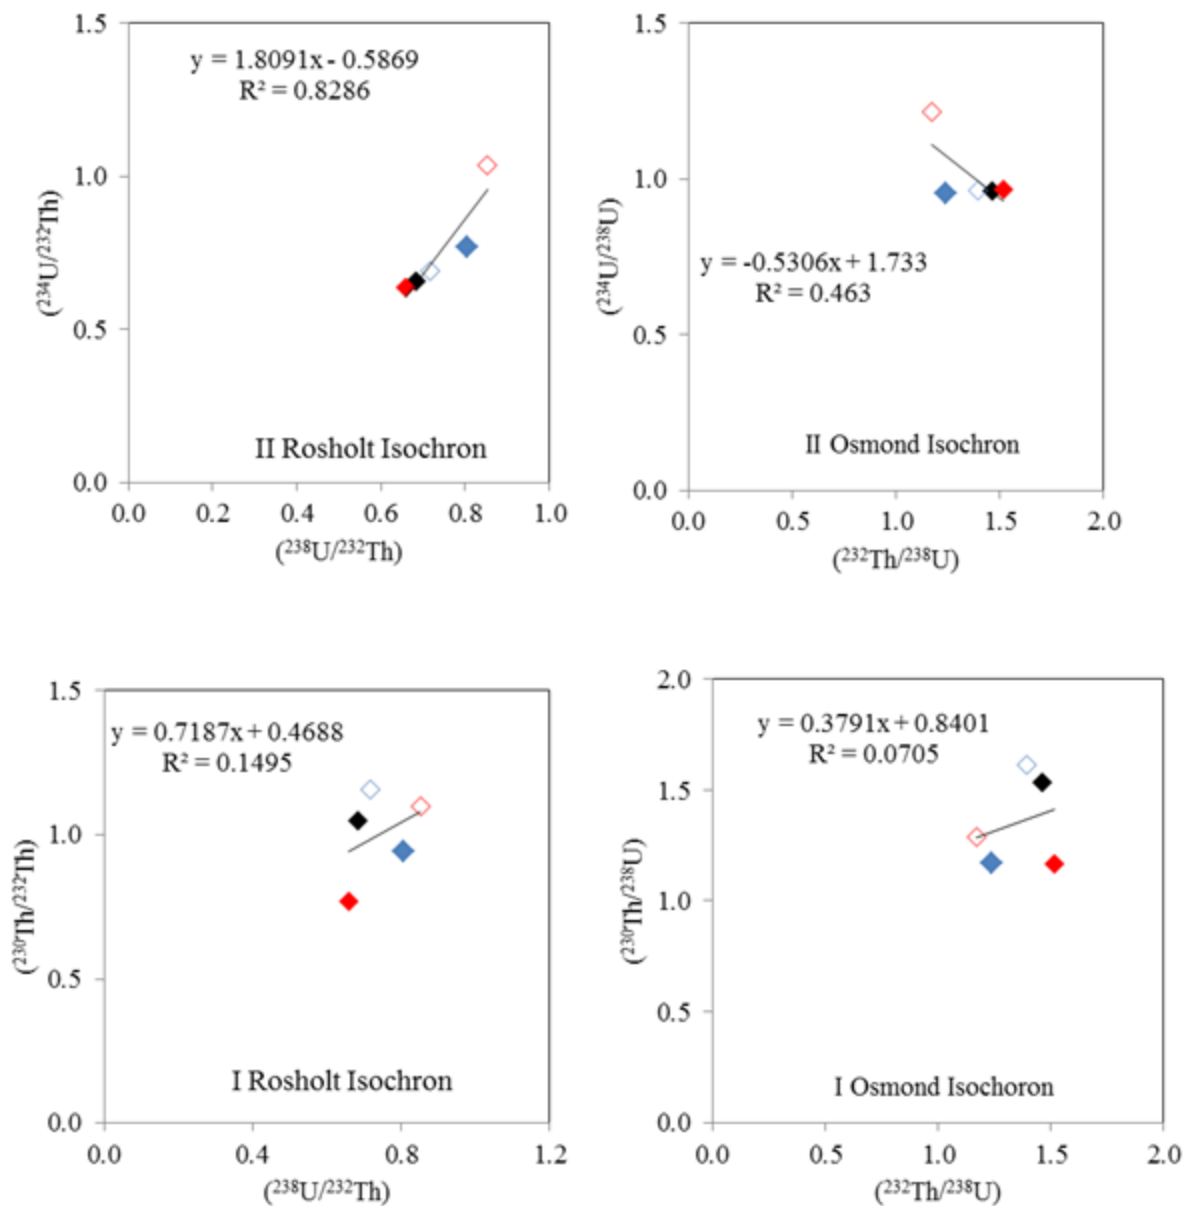 1.5
y = 1.8091x - 0.5869
R² = 0.8286
1.0
(²³⁴U/²³²Th)
0.5
II Rosholt Isochron
0.0
0.0 0.2 0.4 0.6 0.8 1.0
(²³⁸U/²³²Th)
1.5
1.0
(²³⁴U/²³⁸U)
y = -0.5306x + 1.733
R² = 0.463
0.5
II Osmond Isochron
0.0
0.0 0.5 1.0 1.5 2.0
(²³²Th/²³⁸U)
1.5
y = 0.7187x + 0.4688
R² = 0.1495
1.0
(²³⁰Th/²³²Th)
0.5
I Rosholt Isochron
0.0
0.0 0.4 0.8 1.2
(²³⁸U/²³²Th)
2.0
y = 0.3791x + 0.8401
R² = 0.0705
1.5
(²³⁰Th/²³⁸U)
1.0
0.5
I Osmond Isochoron
0.0
0.0 0.5 1.0 1.5 2.0
(²³²Th/²³⁸U)